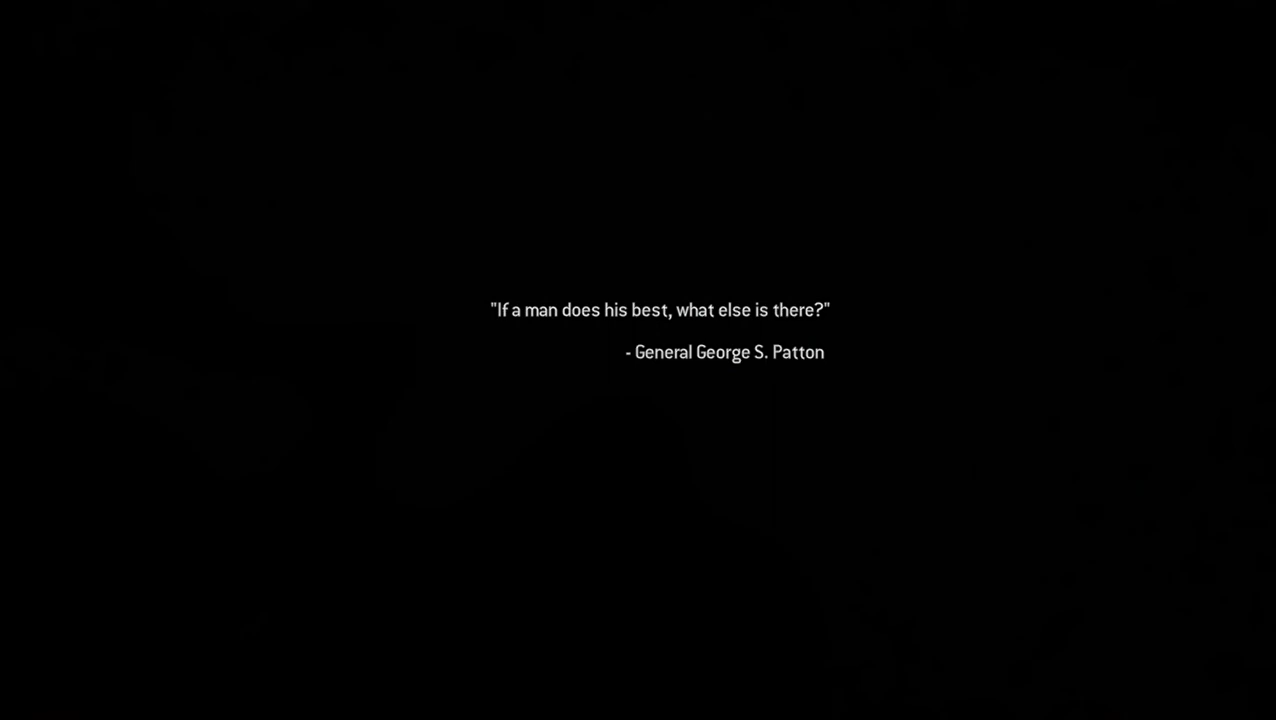 "If a man does his best, what else is there?"
- General George S. Patton